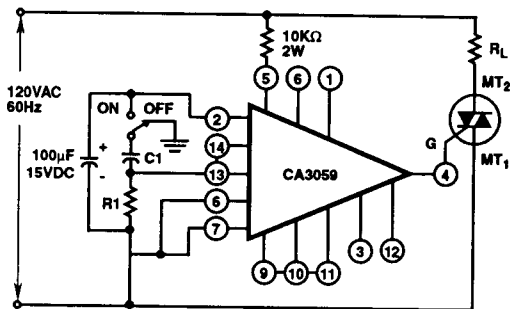 10KΩ
2W
RL
MT2
5
6
1
120VAC
60Hz
ON
OFF
2
G
MT1
+
100μF
15VDC
-
C1
14
13
CA3059
4
R1
6
7
9
10
11
3
12